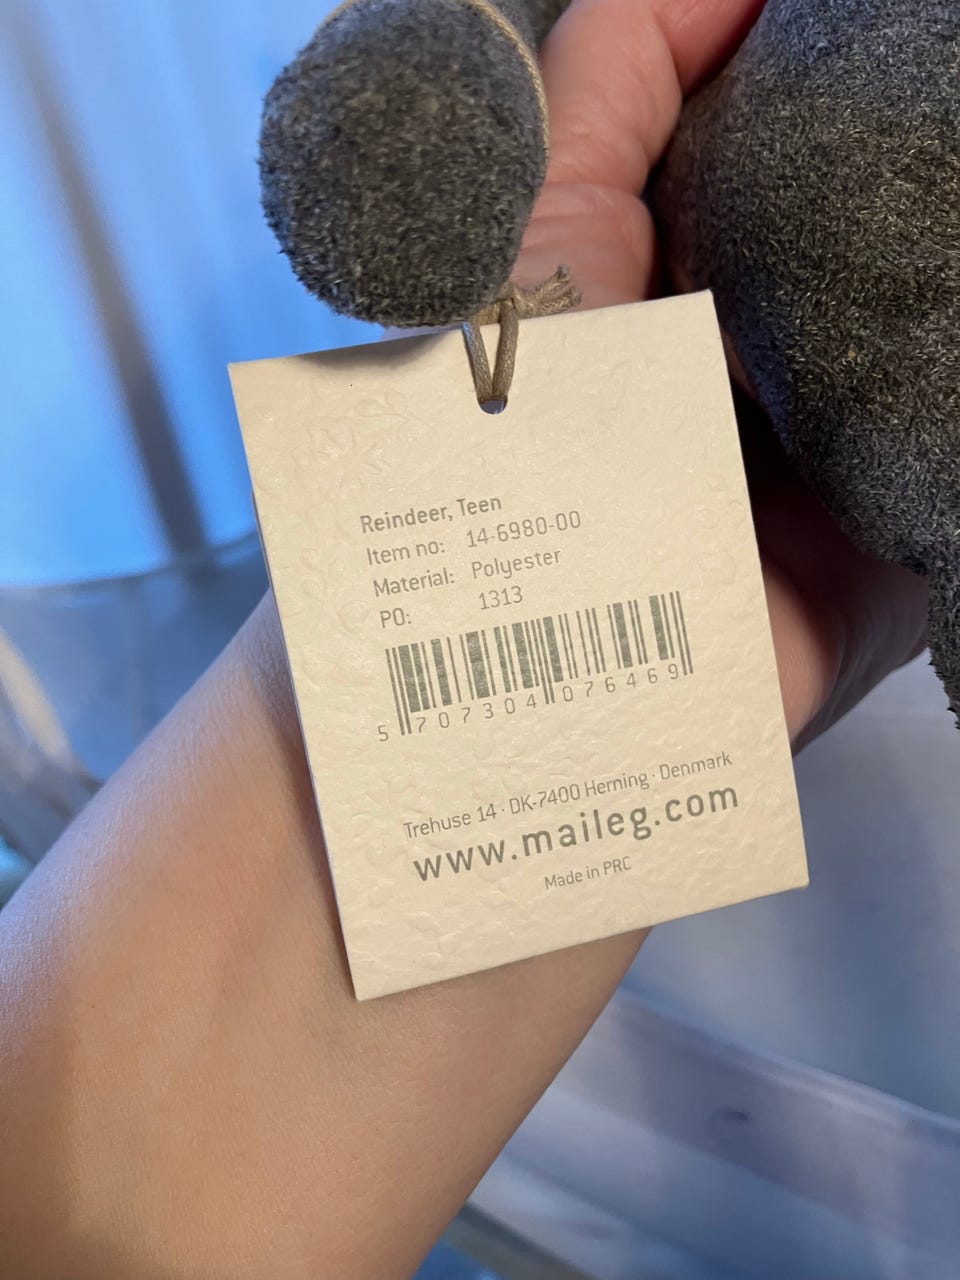 Reindeer, Teen
Item no: 14-6980-00
Material: Polyester
PO: 1313
5 707304 076469
Trehuse 14 · DK-7400 Herning · Denmark
www.maileg.com
Made in PRC